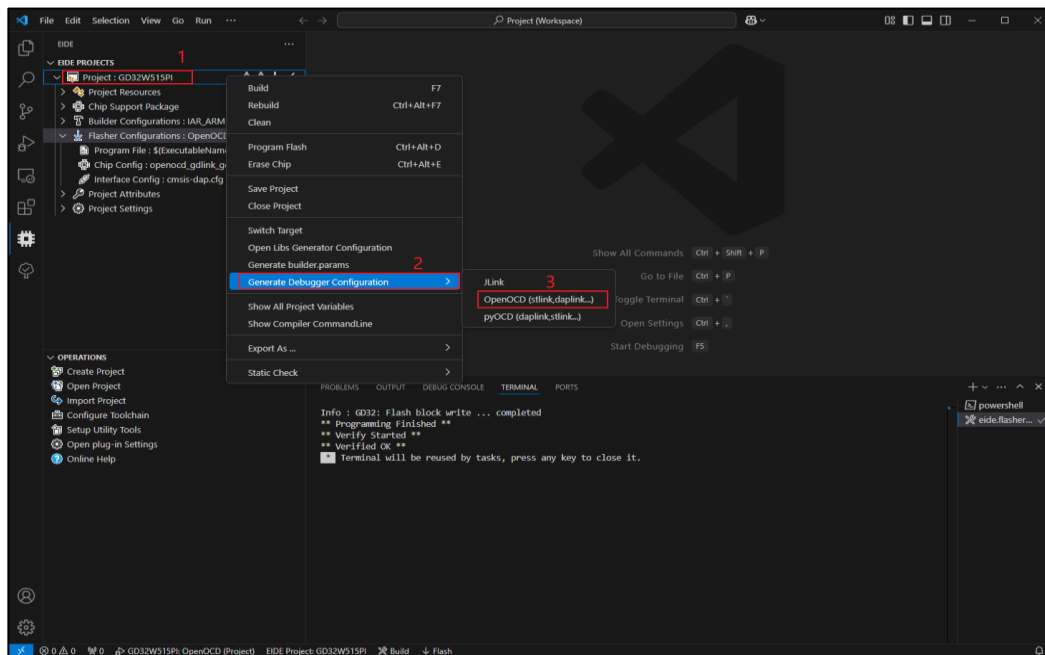 File Edit Selection View Go Run ··· Project (Workspace)
EIDE
EIDE PROJECTS
1
Project : GD32W515PI
Project Resources
Chip Support Package
Builder Configurations : IAR_ARM
Flasher Configurations : OpenOCD
Program File : ${ExecutableName
Chip Config : openocd_gdlink_g
Interface Config : cmsis-dap.cfg
Project Attributes
Project Settings
Build F7
Rebuild Ctrl+Alt+F7
Clean
Program Flash Ctrl+Alt+D
Erase Chip Ctrl+Alt+E
Save Project
Close Project
Switch Target
Open Libs Generator Configuration
Generate builder.params
2
Generate Debugger Configuration
Show All Project Variables
Show Compiler CommandLine
Export As ...
Static Check
3
JLink
OpenOCD (stlink,daplink...)
pyOCD (daplink,stlink...)
Show All Commands Ctrl + Shift + P
Go to File Ctrl + P
Toggle Terminal Ctrl + `
Open Settings Ctrl + ,
Start Debugging F5
OPERATIONS
Create Project
Open Project
Import Project
Configure Toolchain
Setup Utility Tools
Open plug-in Settings
Online Help
PROBLEMS OUTPUT DEBUG CONSOLE TERMINAL PORTS
Info : GD32: Flash block write ... completed
** Programming Finished **
** Verify Started **
** Verified OK **
* Terminal will be reused by tasks, press any key to close it.
powershell
eide.flasher...
0 0 0 GD32W515PI: OpenOCD (Project) EIDE Project: GD32W515PI Build Flash